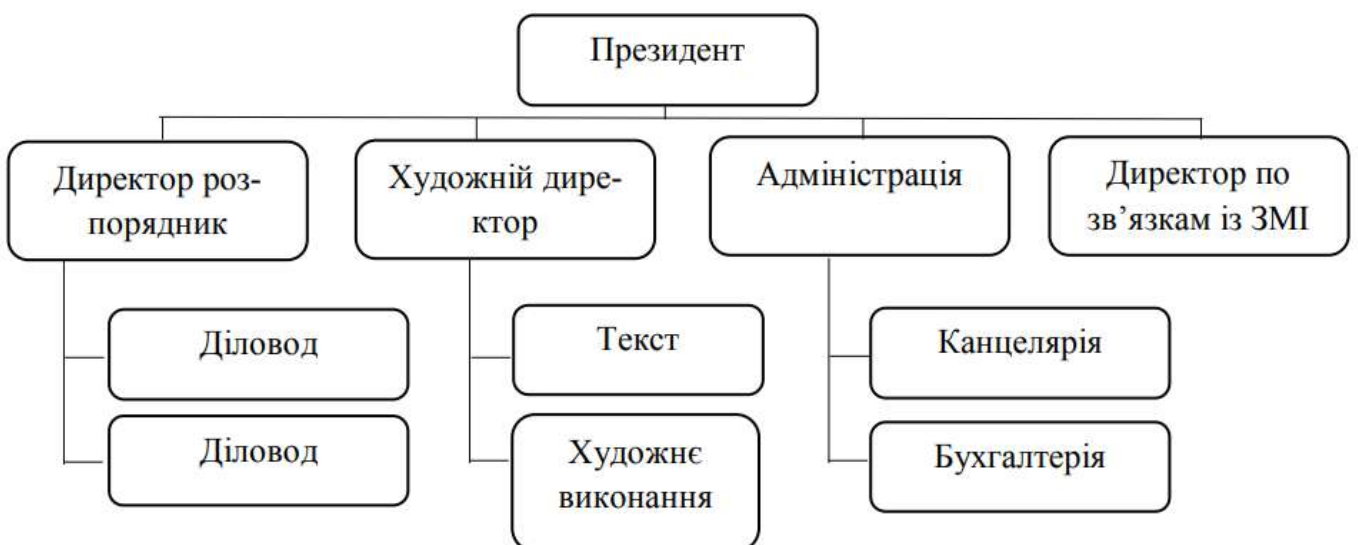 Президент
Директор роз-
порядник
Художній дире-
ктор
Адміністрація
Директор по
зв’язкам із ЗМІ
Діловод
Текст
Канцелярія
Діловод
Художнє
виконання
Бухгалтерія